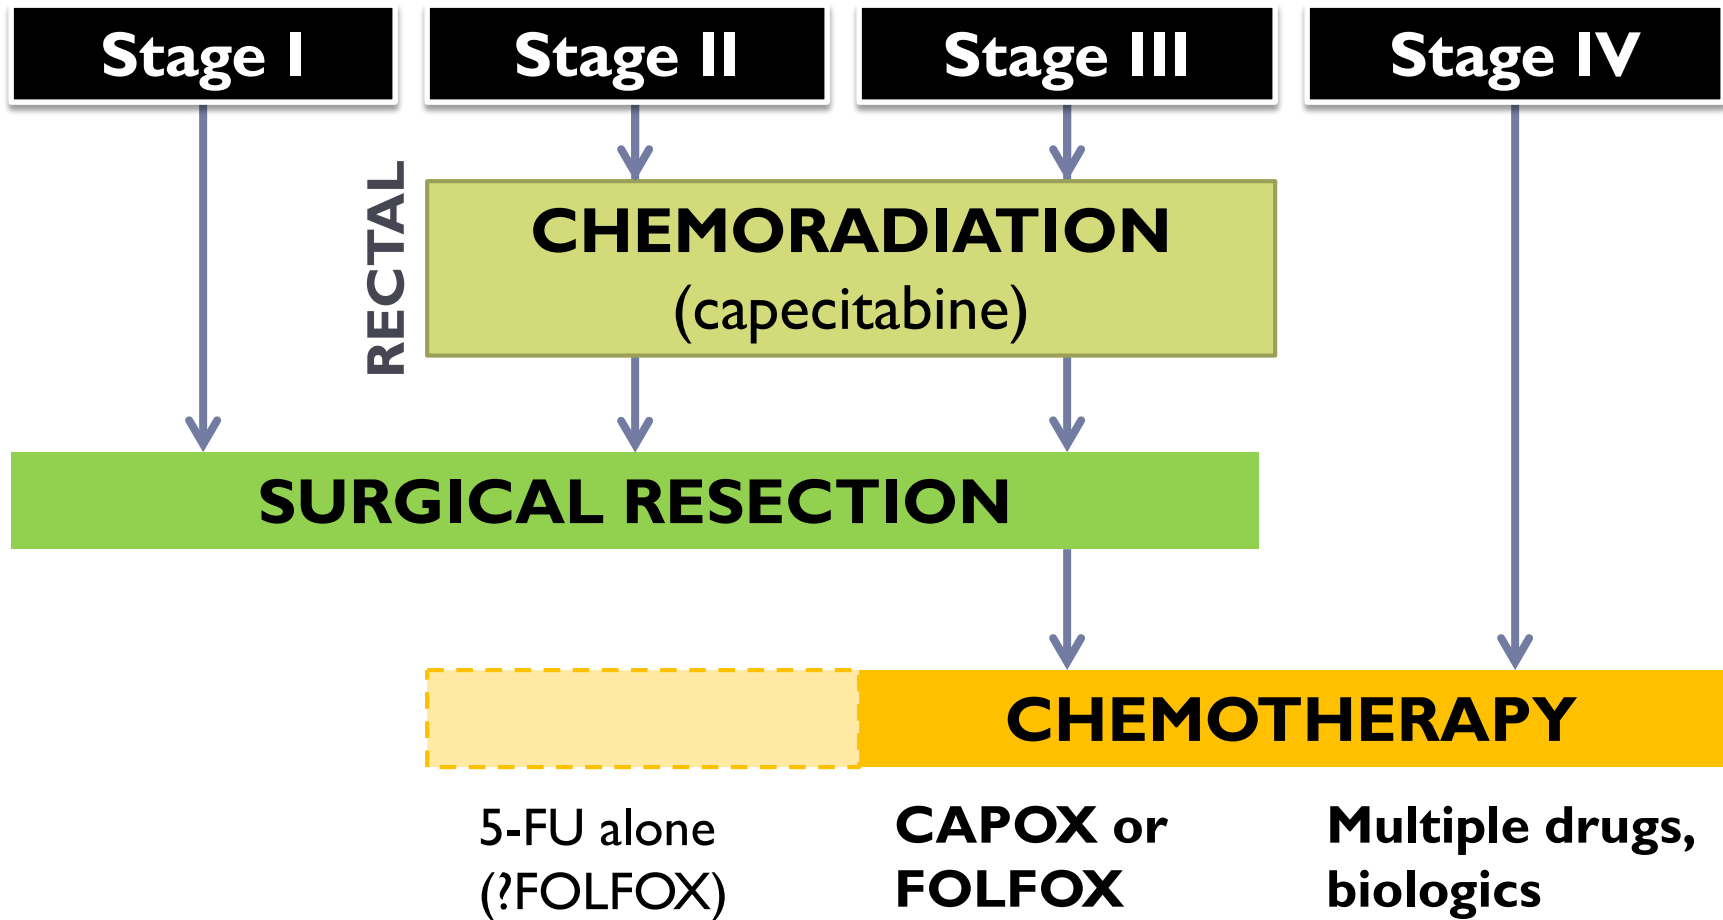 Stage I
Stage II
Stage III
Stage IV
RECTAL
CHEMORADIATION
(capecitabine)
SURGICAL RESECTION
CHEMOTHERAPY
5-FU alone
(?FOLFOX)
CAPOX or
FOLFOX
Multiple drugs,
biologics